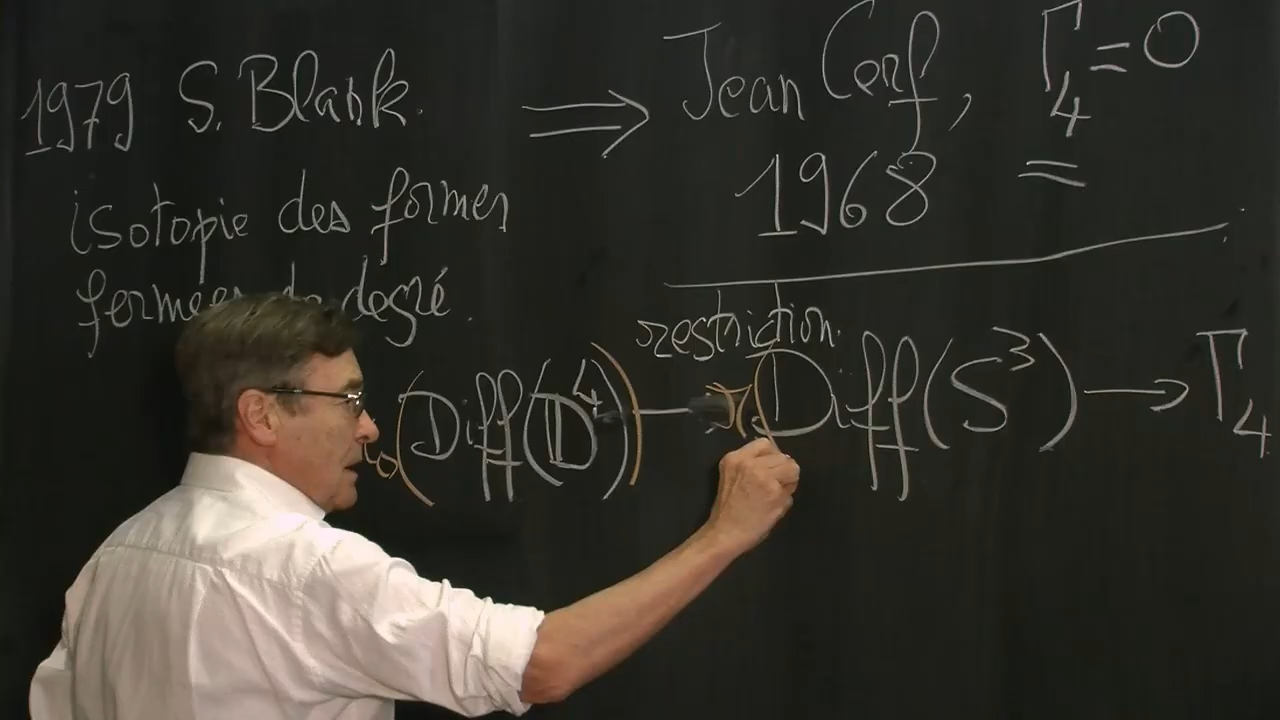 1979 S. Blank. ⟹ Jean Cerf, Γ₄ = 0
isotopie des formes 1968 =
fermées de degré.
restriction
π₀(Diff(D⁴)) → π₀(Diff(S³) → Γ₄